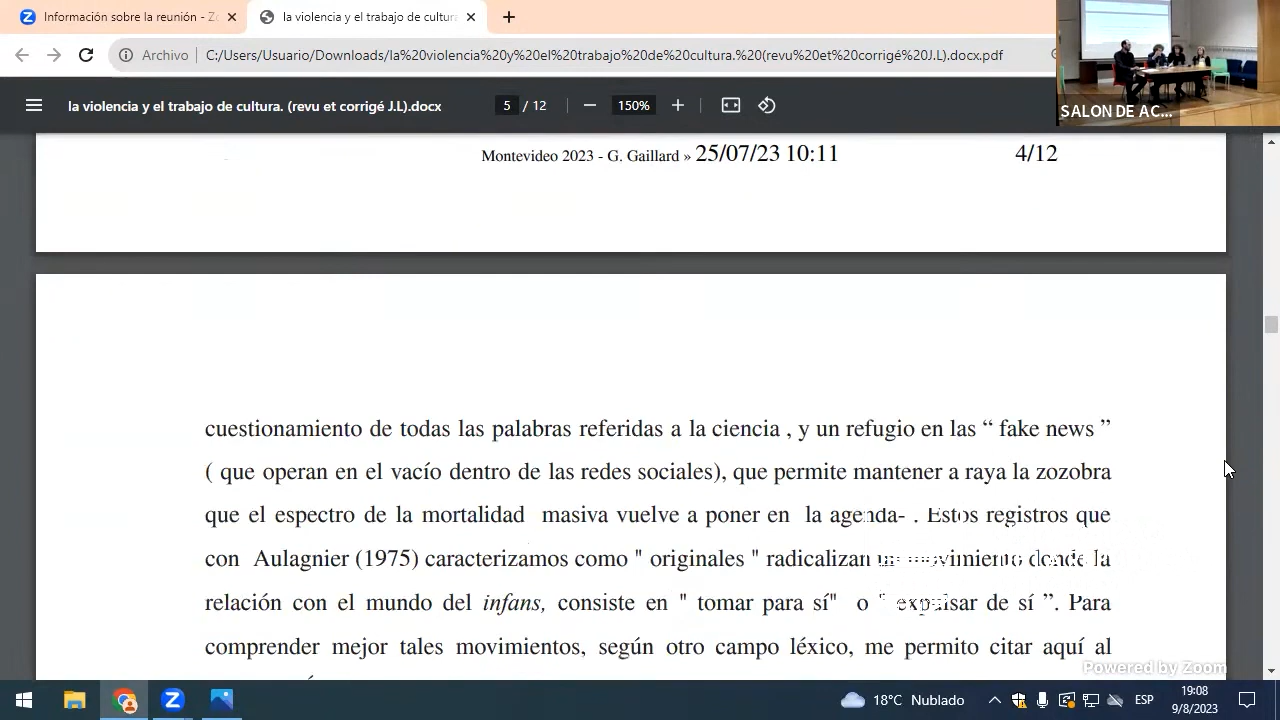 Información sobre la reunión - Zo
la violencia y el trabajo de cultura
Archivo
C:/Users/Usuario/Downloads/la%20violencia%20y%20el%20trabajo%20de%20cultura.%20(revu%20et%20corrigé%20J.L).docx.pdf
la violencia y el trabajo de cultura. (revu et corrigé J.L).docx
5 / 12
150%
SALON DE AC...
Montevideo 2023 - G. Gaillard » 25/07/23 10:11 4/12
cuestionamiento de todas las palabras referidas a la ciencia , y un refugio en las “ fake news ”
( que operan en el vacío dentro de las redes sociales), que permite mantener a raya la zozobra
que el espectro de la mortalidad masiva vuelve a poner en la agenda- . Estos registros que
con Aulagnier (1975) caracterizamos como " originales " radicalizan un movimiento donde la
relación con el mundo del infans, consiste en " tomar para sí" o " expulsar de sí ”. Para
comprender mejor tales movimientos, según otro campo léxico, me permito citar aquí al
Powered by Zoom
18°C Nublado
ESP
19:08
9/8/2023